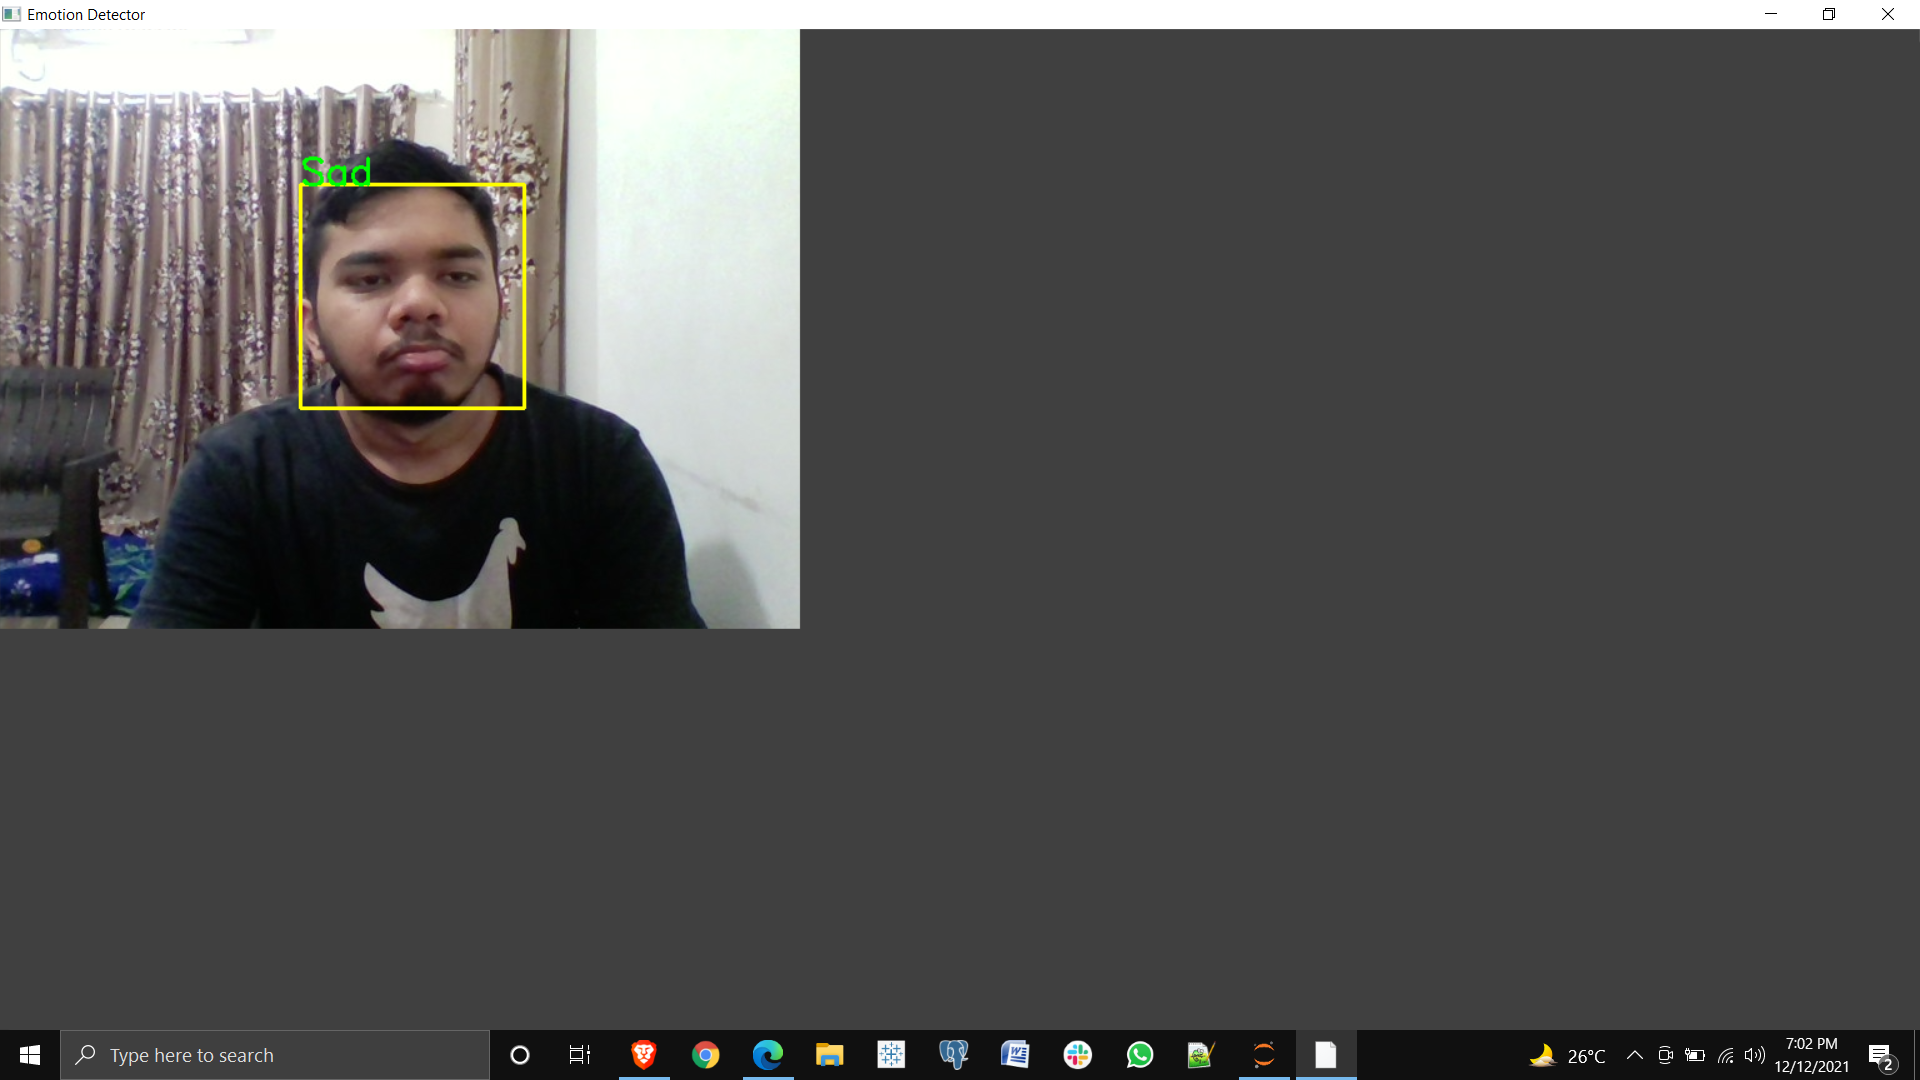 Emotion Detector
Sad
Type here to search
26°C
7:02 PM
12/12/2021
2